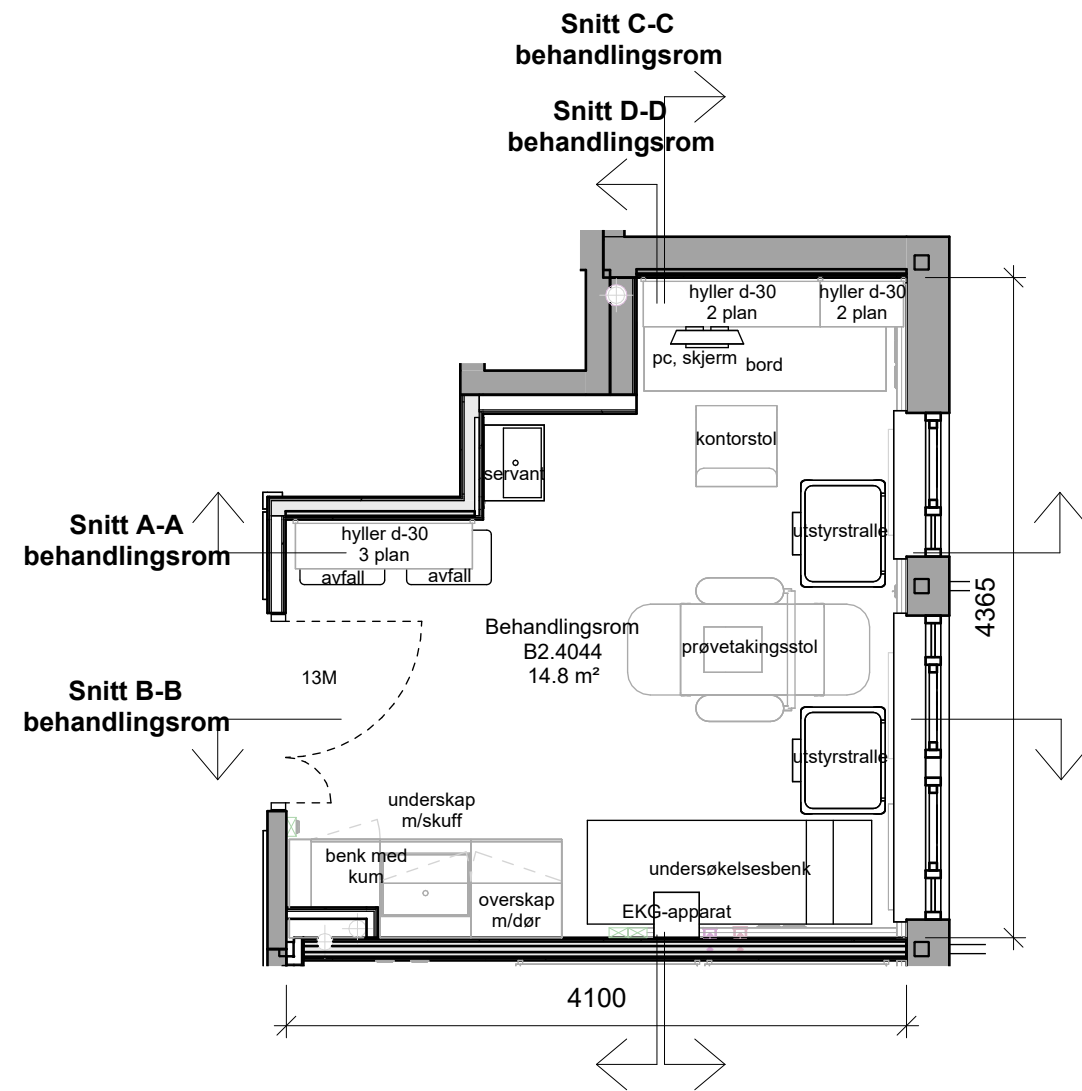 Snitt C-C
behandlingsrom
Snitt D-D
behandlingsrom
hyller d-30
2 plan
hyller d-30
2 plan
pc, skjerm
bord
kontorstol
servant
utstyrstralle
Snitt A-A
behandlingsrom
hyller d-30
3 plan
avfall
avfall
4365
Behandlingsrom
B2.4044
14.8 m²
prøvetakingsstol
13M
Snitt B-B
behandlingsrom
utstyrstralle
underskap
m/skuff
benk med
kum
undersøkelsesbenk
overskap
m/dør
EKG-apparat
4100